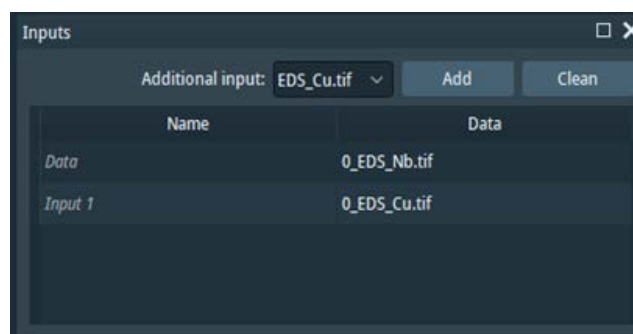 Inputs
Additional input: EDS_Cu.tif Add Clean
Name Data
Data 0_EDS_Nb.tif
Input 1 0_EDS_Cu.tif